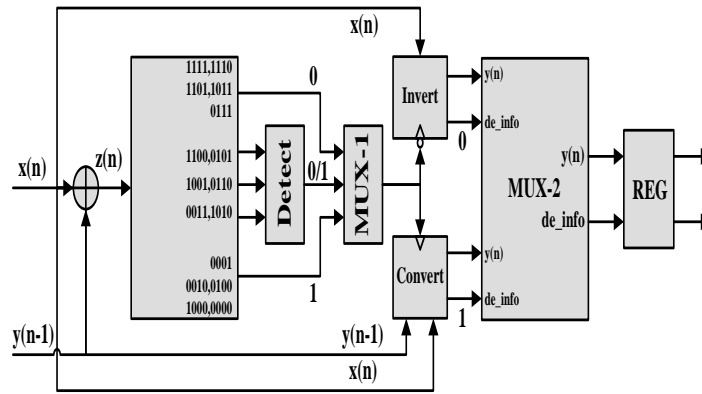 x(n)
1111,1110
1101,1011
0111
0
Invert
y(n)
de_info
0
1100,0101
1001,0110
0011,1010
Detect
0/1
MUX-1
x(n)
z(n)
MUX-2
y(n)
de_info
REG
0001
0010,0100
1000,0000
1
Convert
y(n)
de_info
1
y(n-1)
y(n-1)
x(n)